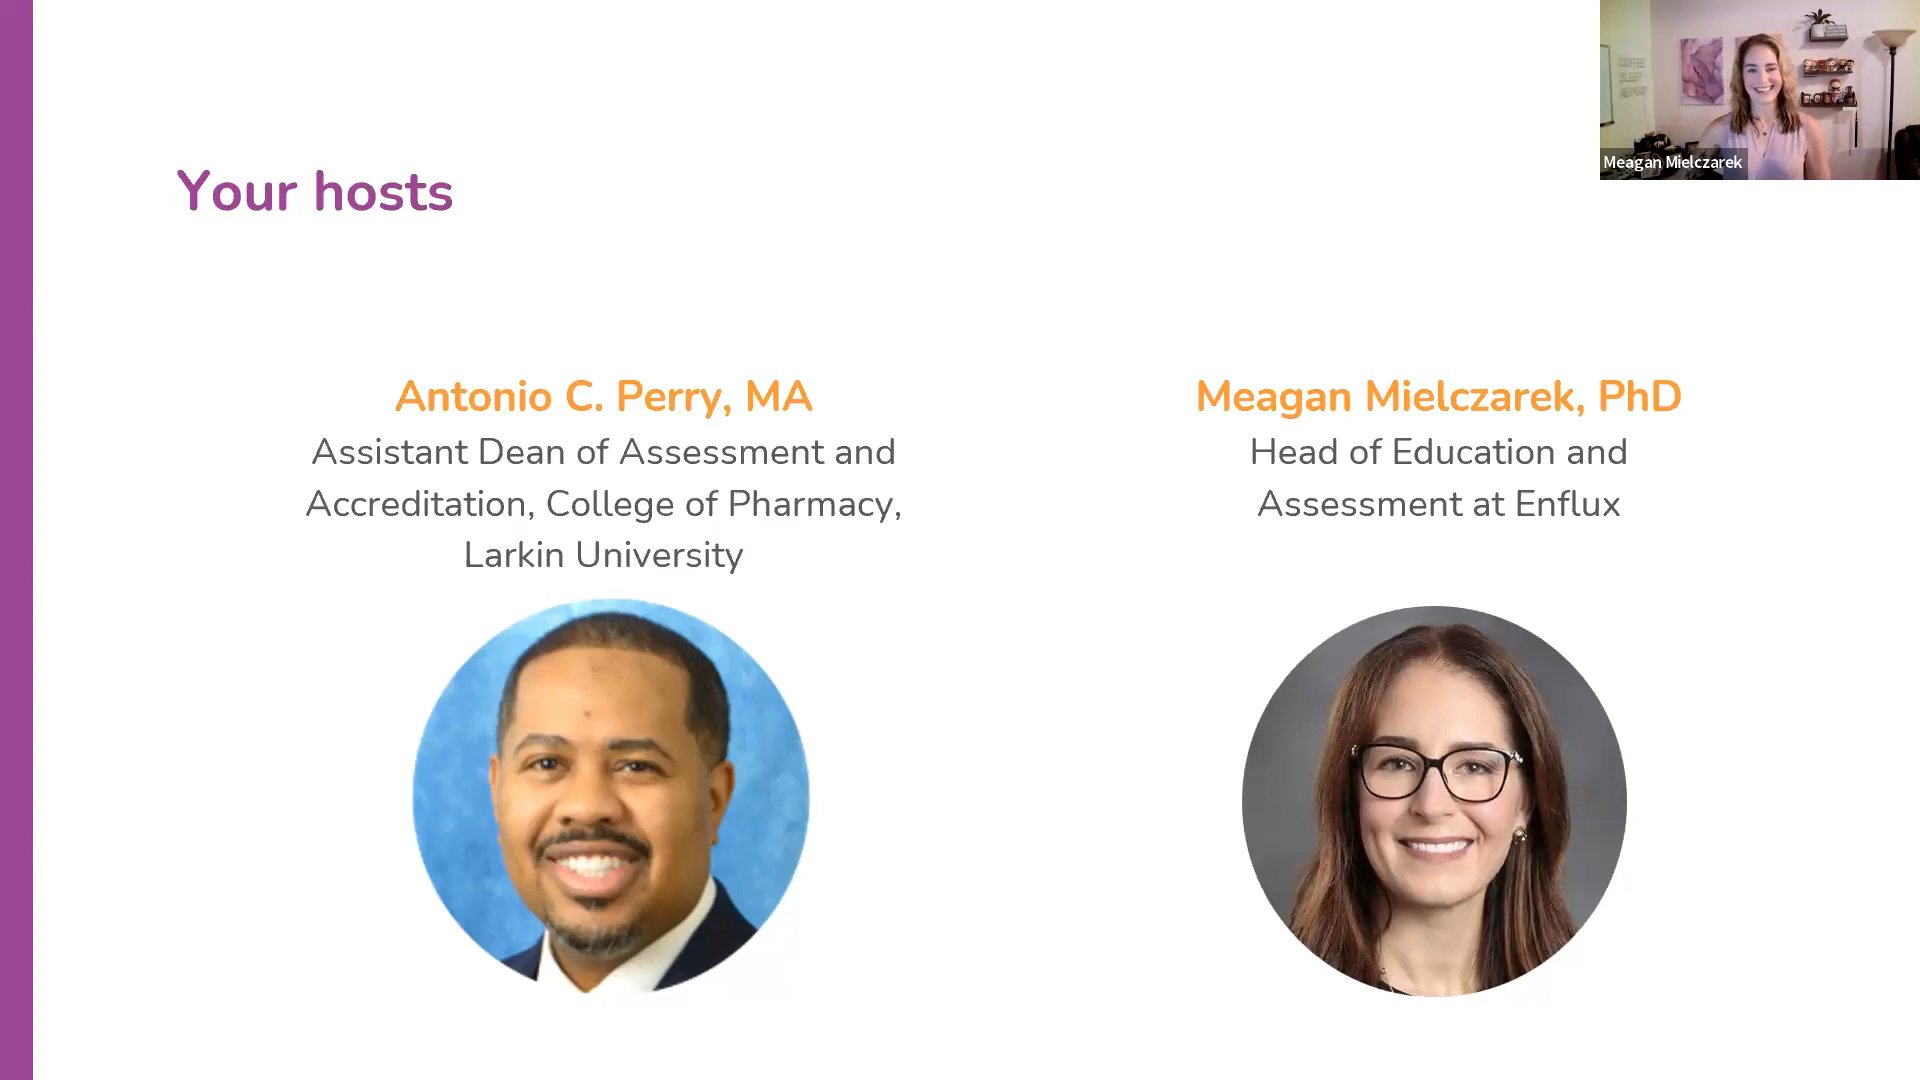 Meagan Mielczarek
Your hosts
Antonio C. Perry, MA
Assistant Dean of Assessment and
Accreditation, College of Pharmacy,
Larkin University
Meagan Mielczarek, PhD
Head of Education and
Assessment at Enflux